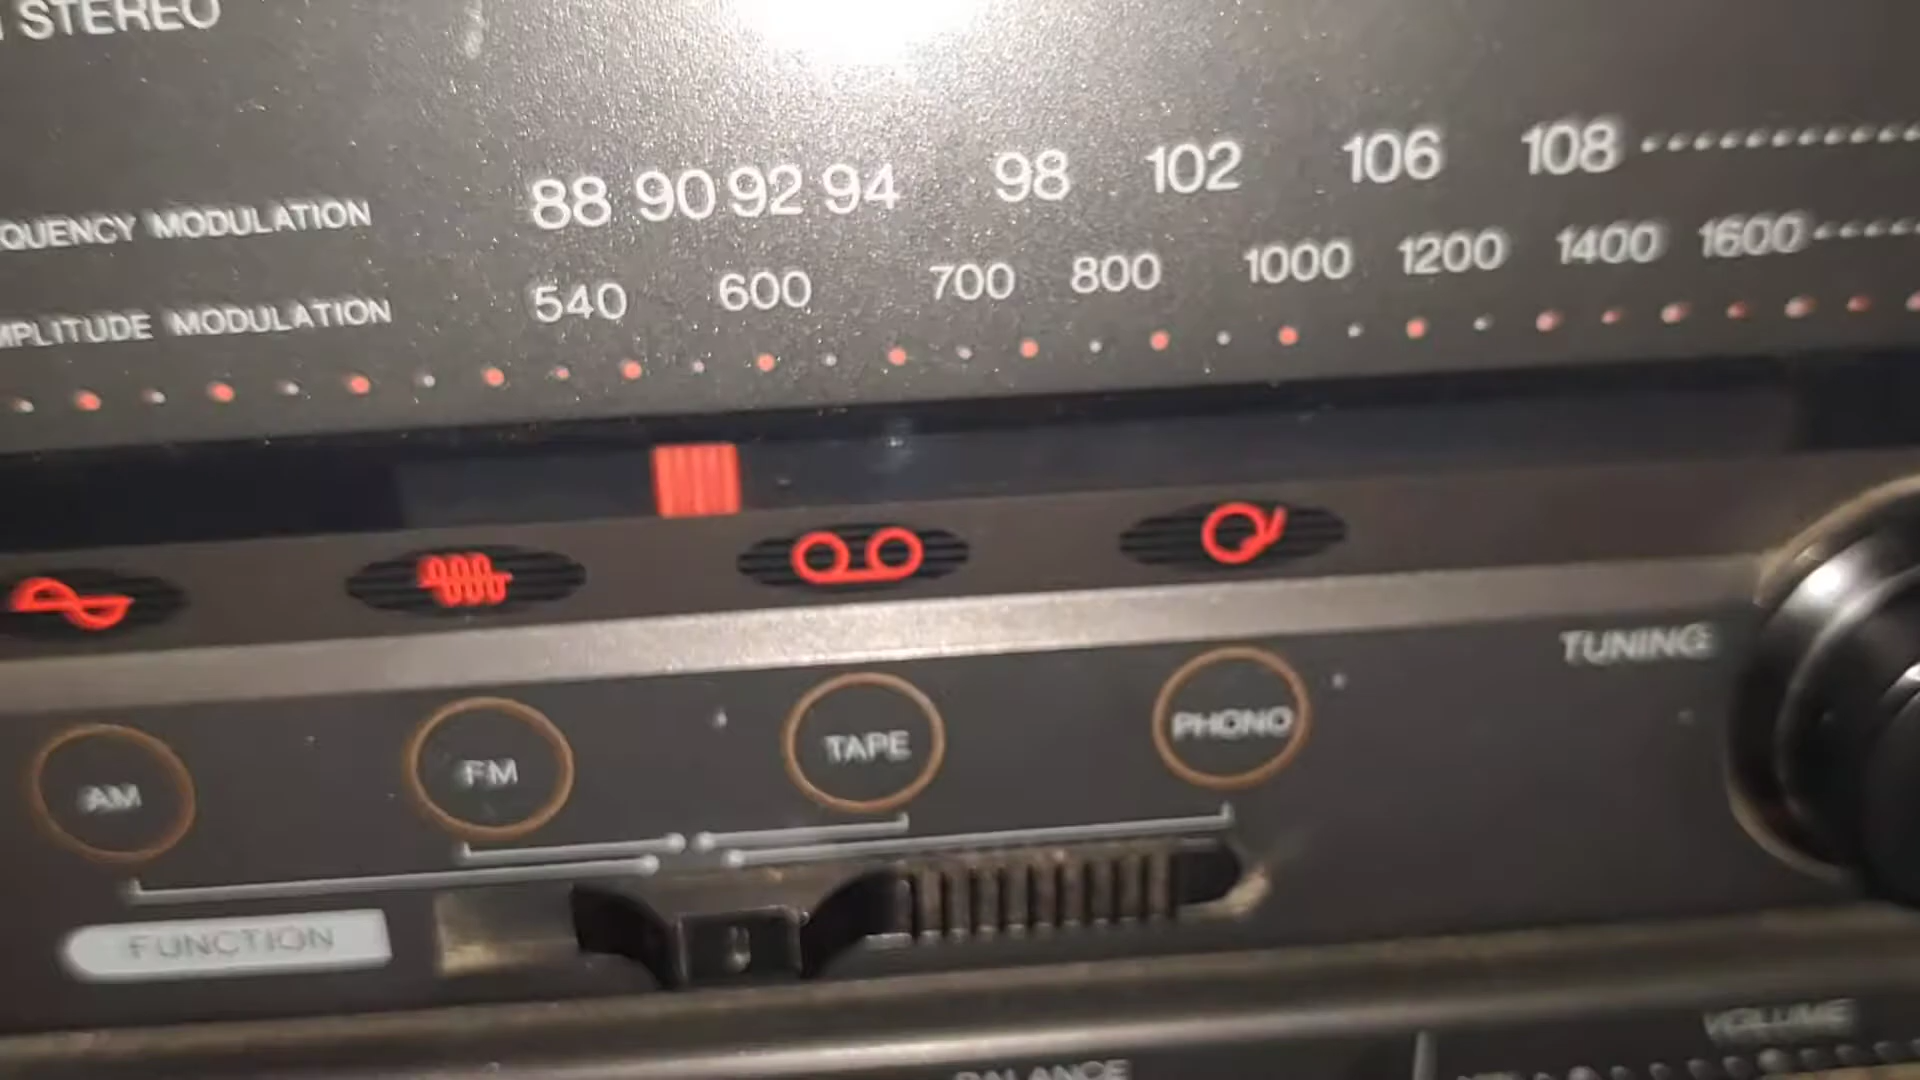 STEREO
QUENCY MODULATION 88 90 92 94 98 102 106 108
MPLITUDE MODULATION 540 600 700 800 1000 1200 1400 1600
TUNING
AM FM TAPE PHONO
FUNCTION
VOLUME
BALANCE